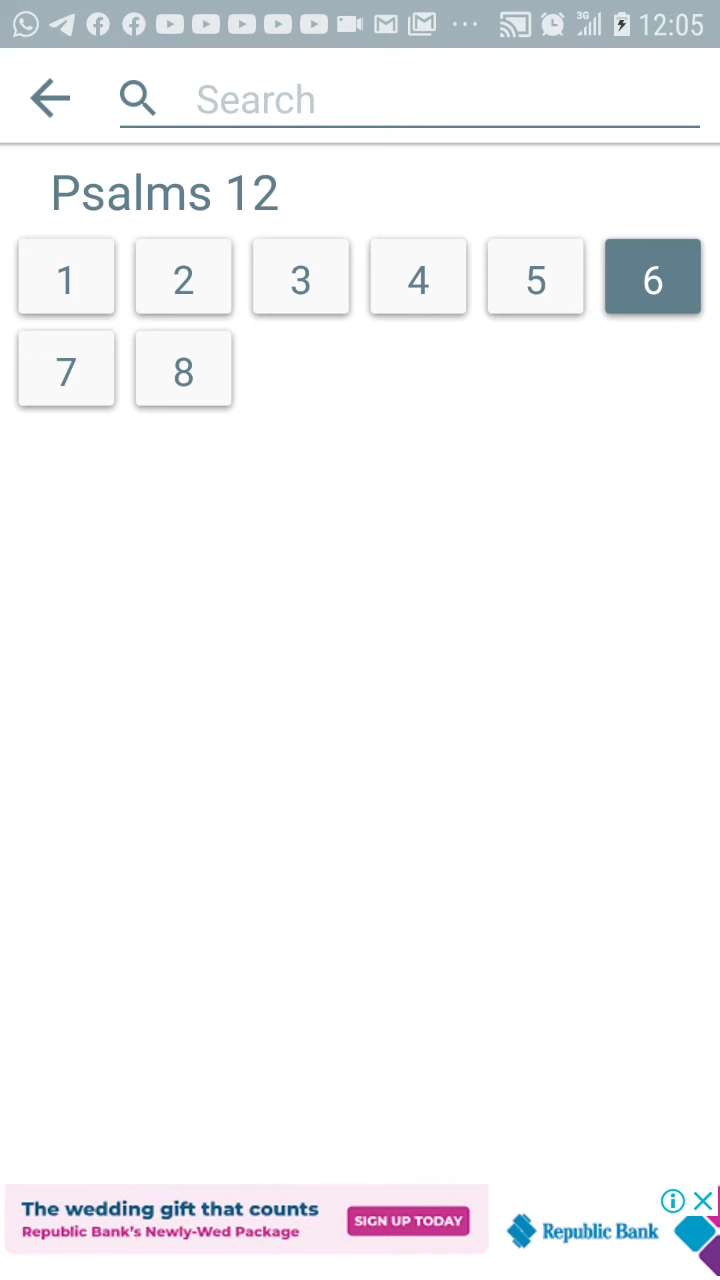 3G 12:05
Search
Psalms 12
1 2 3 4 5 6
7 8
The wedding gift that counts
Republic Bank's Newly-Wed Package
SIGN UP TODAY
Republic Bank